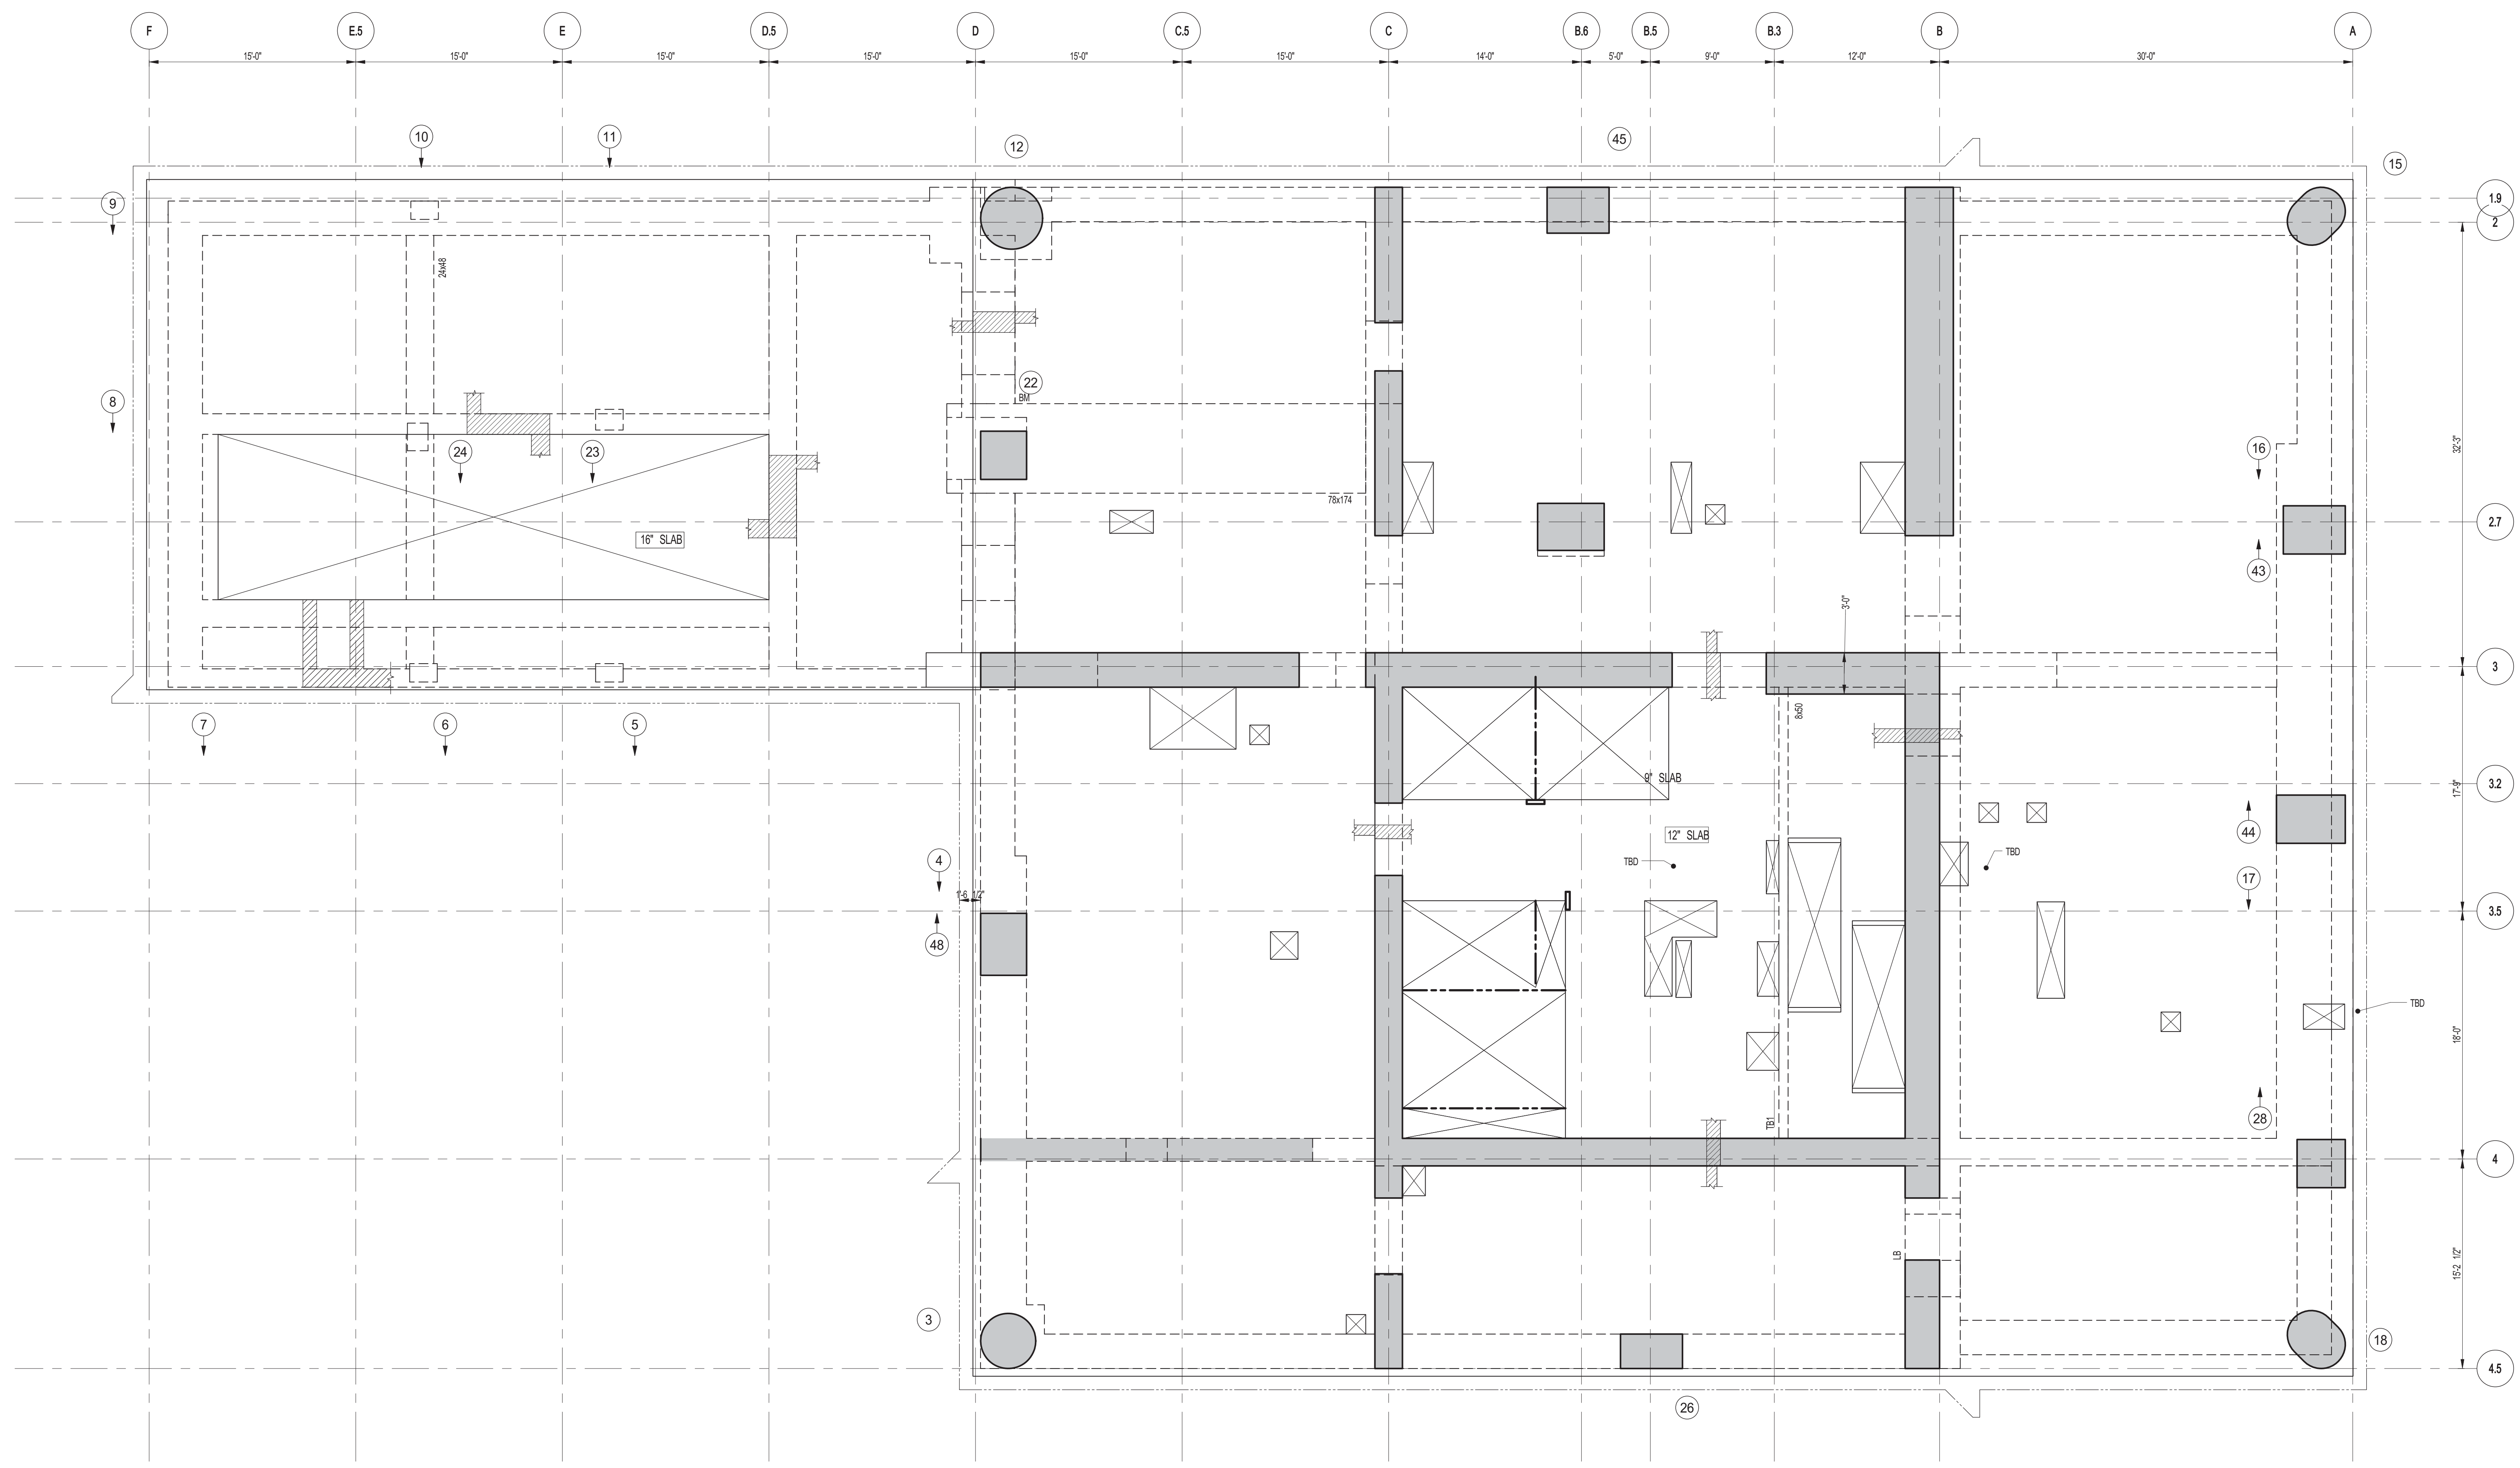 F
E.5
E
D.5
D
C.5
C
B.6
B.5
B.3
B
A
15'-0"
15'-0"
15'-0"
15'-0"
15'-0"
15'-0"
14'-0"
5'-0"
9'-0"
12'-0"
30'-0"
10
11
12
45
15
9
1.9
2
24x48
8
22
BM
24
23
16
32'-3"
78x174
16" SLAB
2.7
43
3'-0"
3
7
6
5
8x50
9" SLAB
3.2
17'-9"
12" SLAB
44
TBD
TBD
4
17
1'-6 1/2"
3.5
48
TBD
18'-0"
28
TB1
4
LB
15'-2 1/2"
3
18
4.5
26